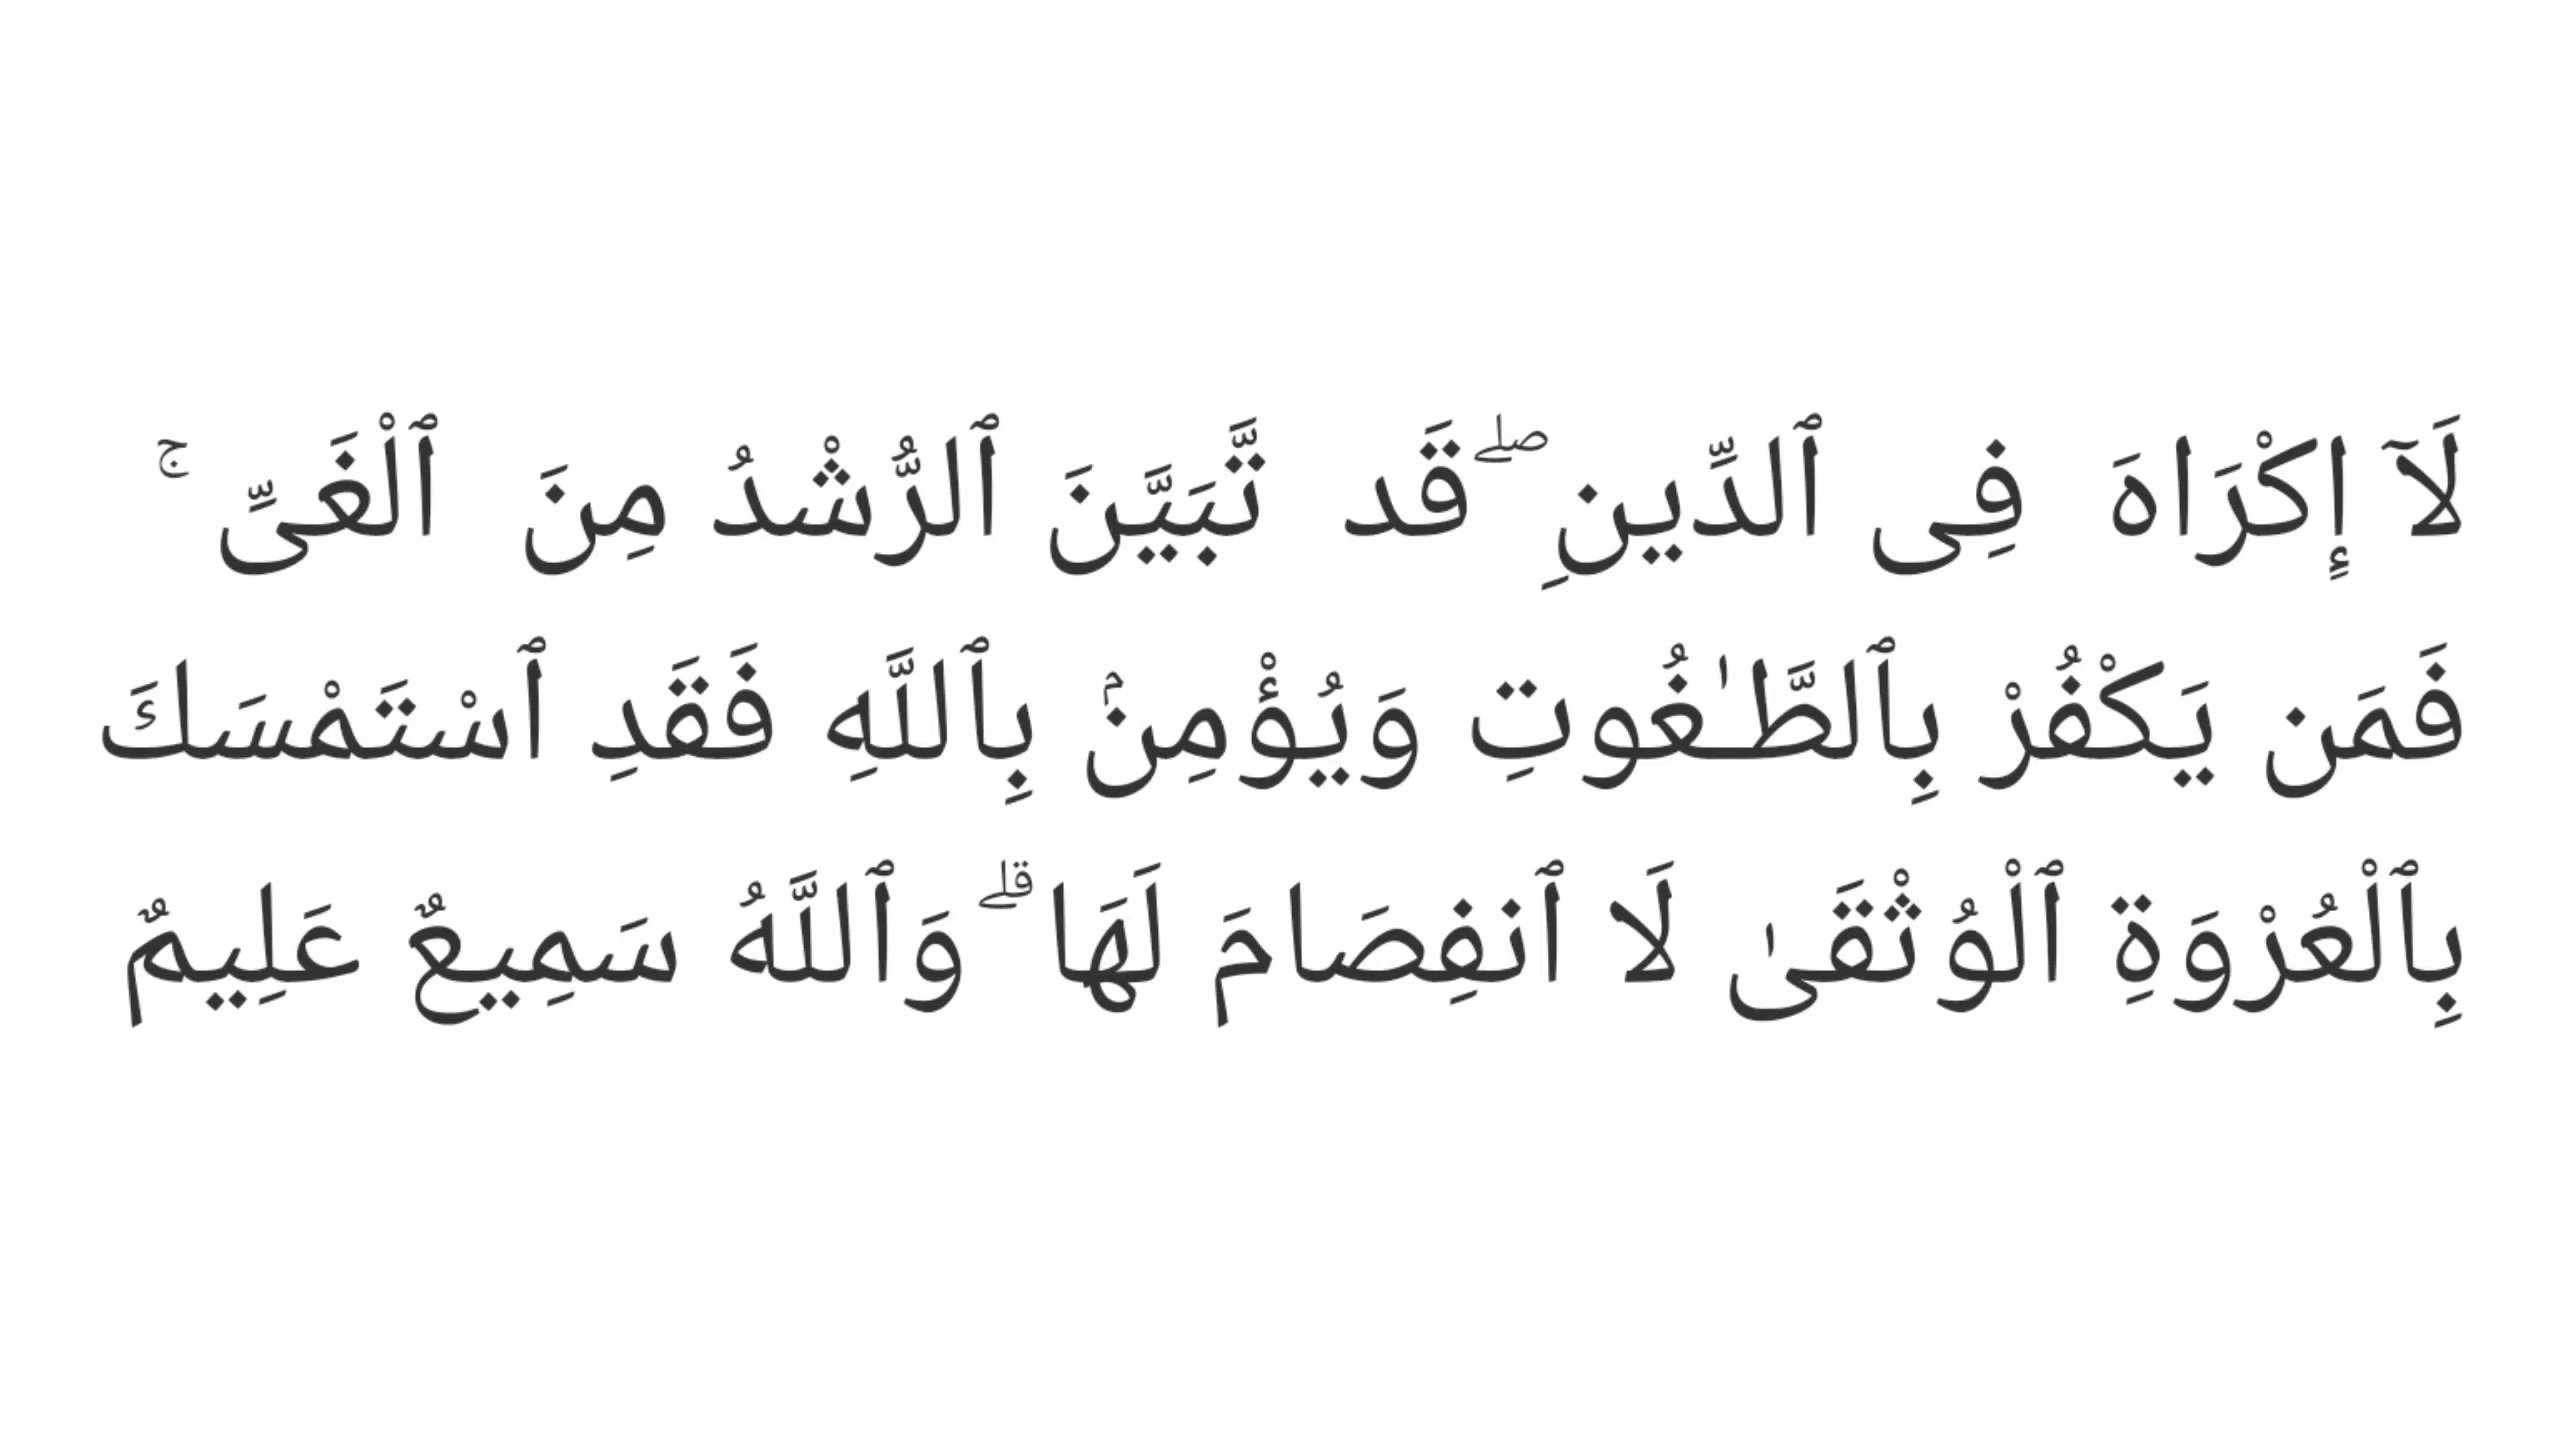 لَآ إِكْرَاهَ فِى ٱلدِّينِ ۖ قَد تَّبَيَّنَ ٱلرُّشْدُ مِنَ ٱلْغَىِّ ۚ
فَمَن يَكْفُرْ بِٱلطَّـٰغُوتِ وَيُؤْمِنۢ بِٱللَّهِ فَقَدِ ٱسْتَمْسَكَ
بِٱلْعُرْوَةِ ٱلْوُثْقَىٰ لَا ٱنفِصَامَ لَهَا ۗ وَٱللَّهُ سَمِيعٌ عَلِيمٌ